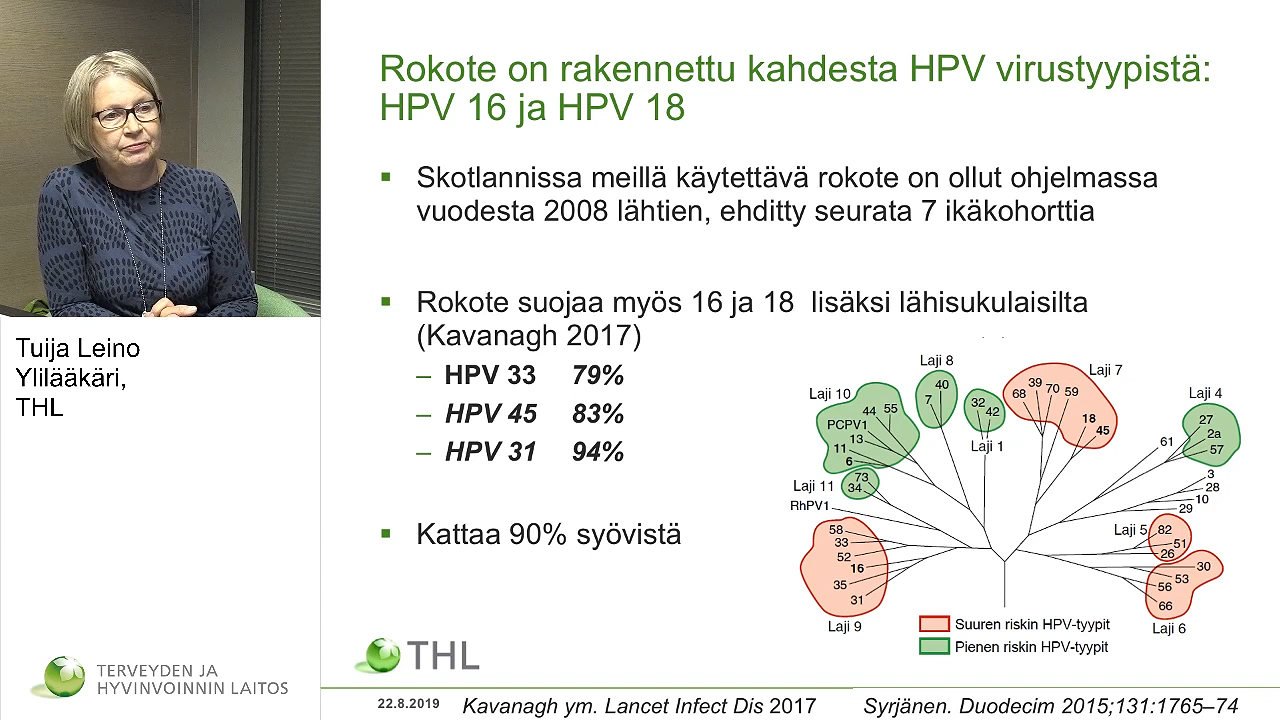 Rokote on rakennettu kahdesta HPV virustyypistä:
HPV 16 ja HPV 18
▪ Skotlannissa meillä käytettävä rokote on ollut ohjelmassa
vuodesta 2008 lähtien, ehditty seurata 7 ikäkohorttia
▪ Rokote suojaa myös 16 ja 18 lisäksi lähisukulaisilta
(Kavanagh 2017)
– HPV 33 79%
– HPV 45 83%
– HPV 31 94%
▪ Kattaa 90% syövistä
Tuija Leino
Ylilääkäri,
THL
Laji 10
44
55
PCPV1
13
11
6
Laji 8
40
7
32
42
Laji 1
Laji 7
39
70
59
68
18
45
Laji 4
27
2a
57
61
3
28
10
29
Laji 11
73
34
RhPV1
58
33
52
16
35
31
Laji 9
Laji 5
82
51
26
30
53
56
66
Laji 6
Suuren riskin HPV-tyypit
Pienen riskin HPV-tyypit
THL
TERVEYDEN JA
HYVINVOINNIN LAITOS
22.8.2019
Kavanagh ym. Lancet Infect Dis 2017
Syrjänen. Duodecim 2015;131:1765–74